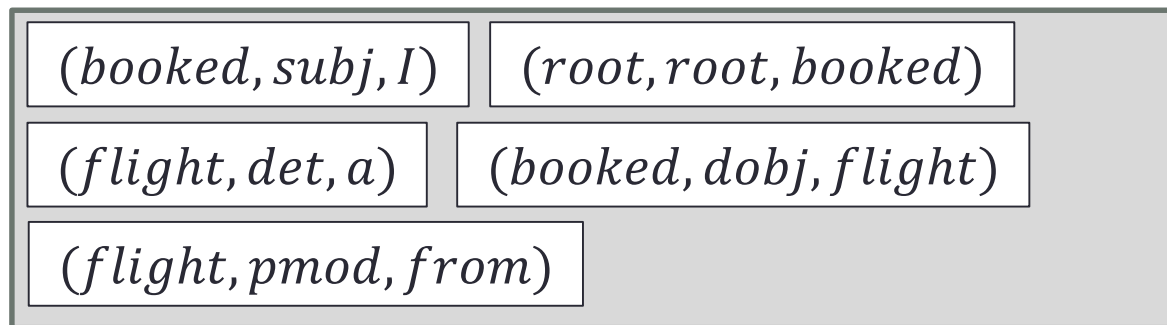 (booked, subj, I) (root, root, booked)
(flight, det, a) (booked, dobj, flight)
(flight, pmod, from)